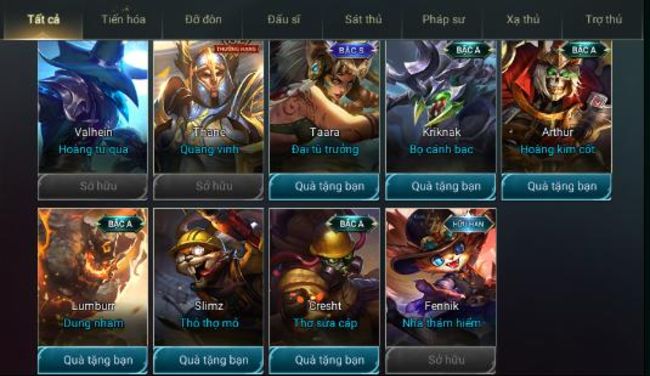 Tất cả Tiến hóa Đỡ đòn Đấu sĩ Sát thủ Pháp sư Xạ thủ Trợ thủ
THƯỜNG HẠNG BẬC S BẬC A BẬC A
Valhein Thane Taara Kriknak Arthur
Hoàng tử quạ Quang vinh Đại tù trưởng Bọ cánh bạc Hoàng kim cốt
Sở hữu Sở hữu Quà tặng bạn Quà tặng bạn Quà tặng bạn
BẬC A BẬC A HỮU HẠN
Lumburr Slimz Cresht Fennik
Dung nham Thỏ thợ mỏ Thợ sửa cáp Nhà thám hiểm
Quà tặng bạn Quà tặng bạn Quà tặng bạn Sở hữu